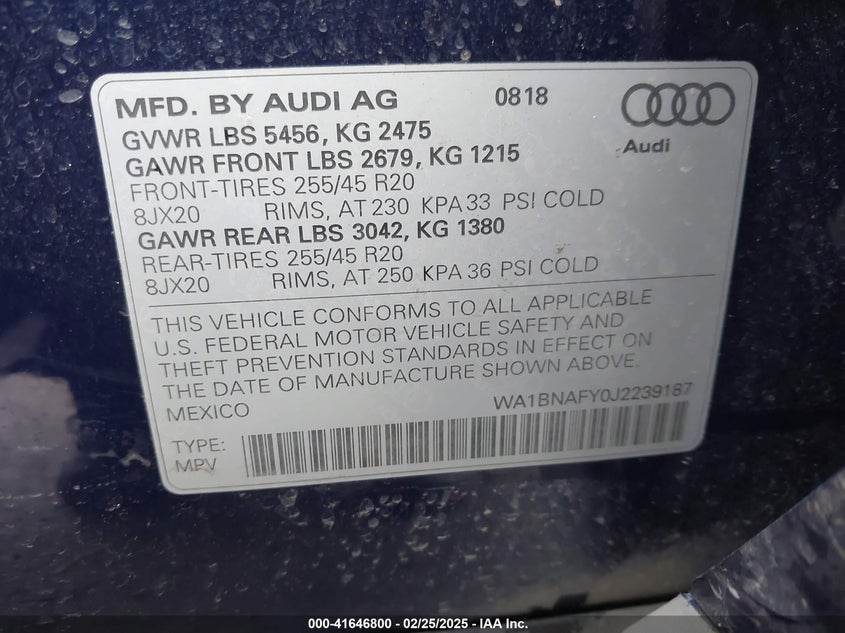 MFD. BY AUDI AG 0818
GVWR LBS 5456, KG 2475
GAWR FRONT LBS 2679, KG 1215
Audi
FRONT-TIRES 255/45 R20
8JX20 RIMS, AT 230 KPA 33 PSI COLD
GAWR REAR LBS 3042, KG 1380
REAR-TIRES 255/45 R20
8JX20 RIMS, AT 250 KPA 36 PSI COLD
THIS VEHICLE CONFORMS TO ALL APPLICABLE
U.S. FEDERAL MOTOR VEHICLE SAFETY AND
THEFT PREVENTION STANDARDS IN EFFECT ON
THE DATE OF MANUFACTURE SHOWN ABOVE.
MEXICO WA1BNAFY0J2239187
TYPE:
MPV
000-41646800 - 02/25/2025 - IAA Inc.